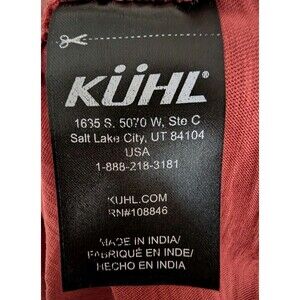 KÜHL®
1635 S. 5070 W, Ste C
Salt Lake City, UT 84104
USA
1-888-218-3181
KUHL.COM
RN#108846
MADE IN INDIA/
FABRIQUÉ EN INDE/
HECHO EN INDIA